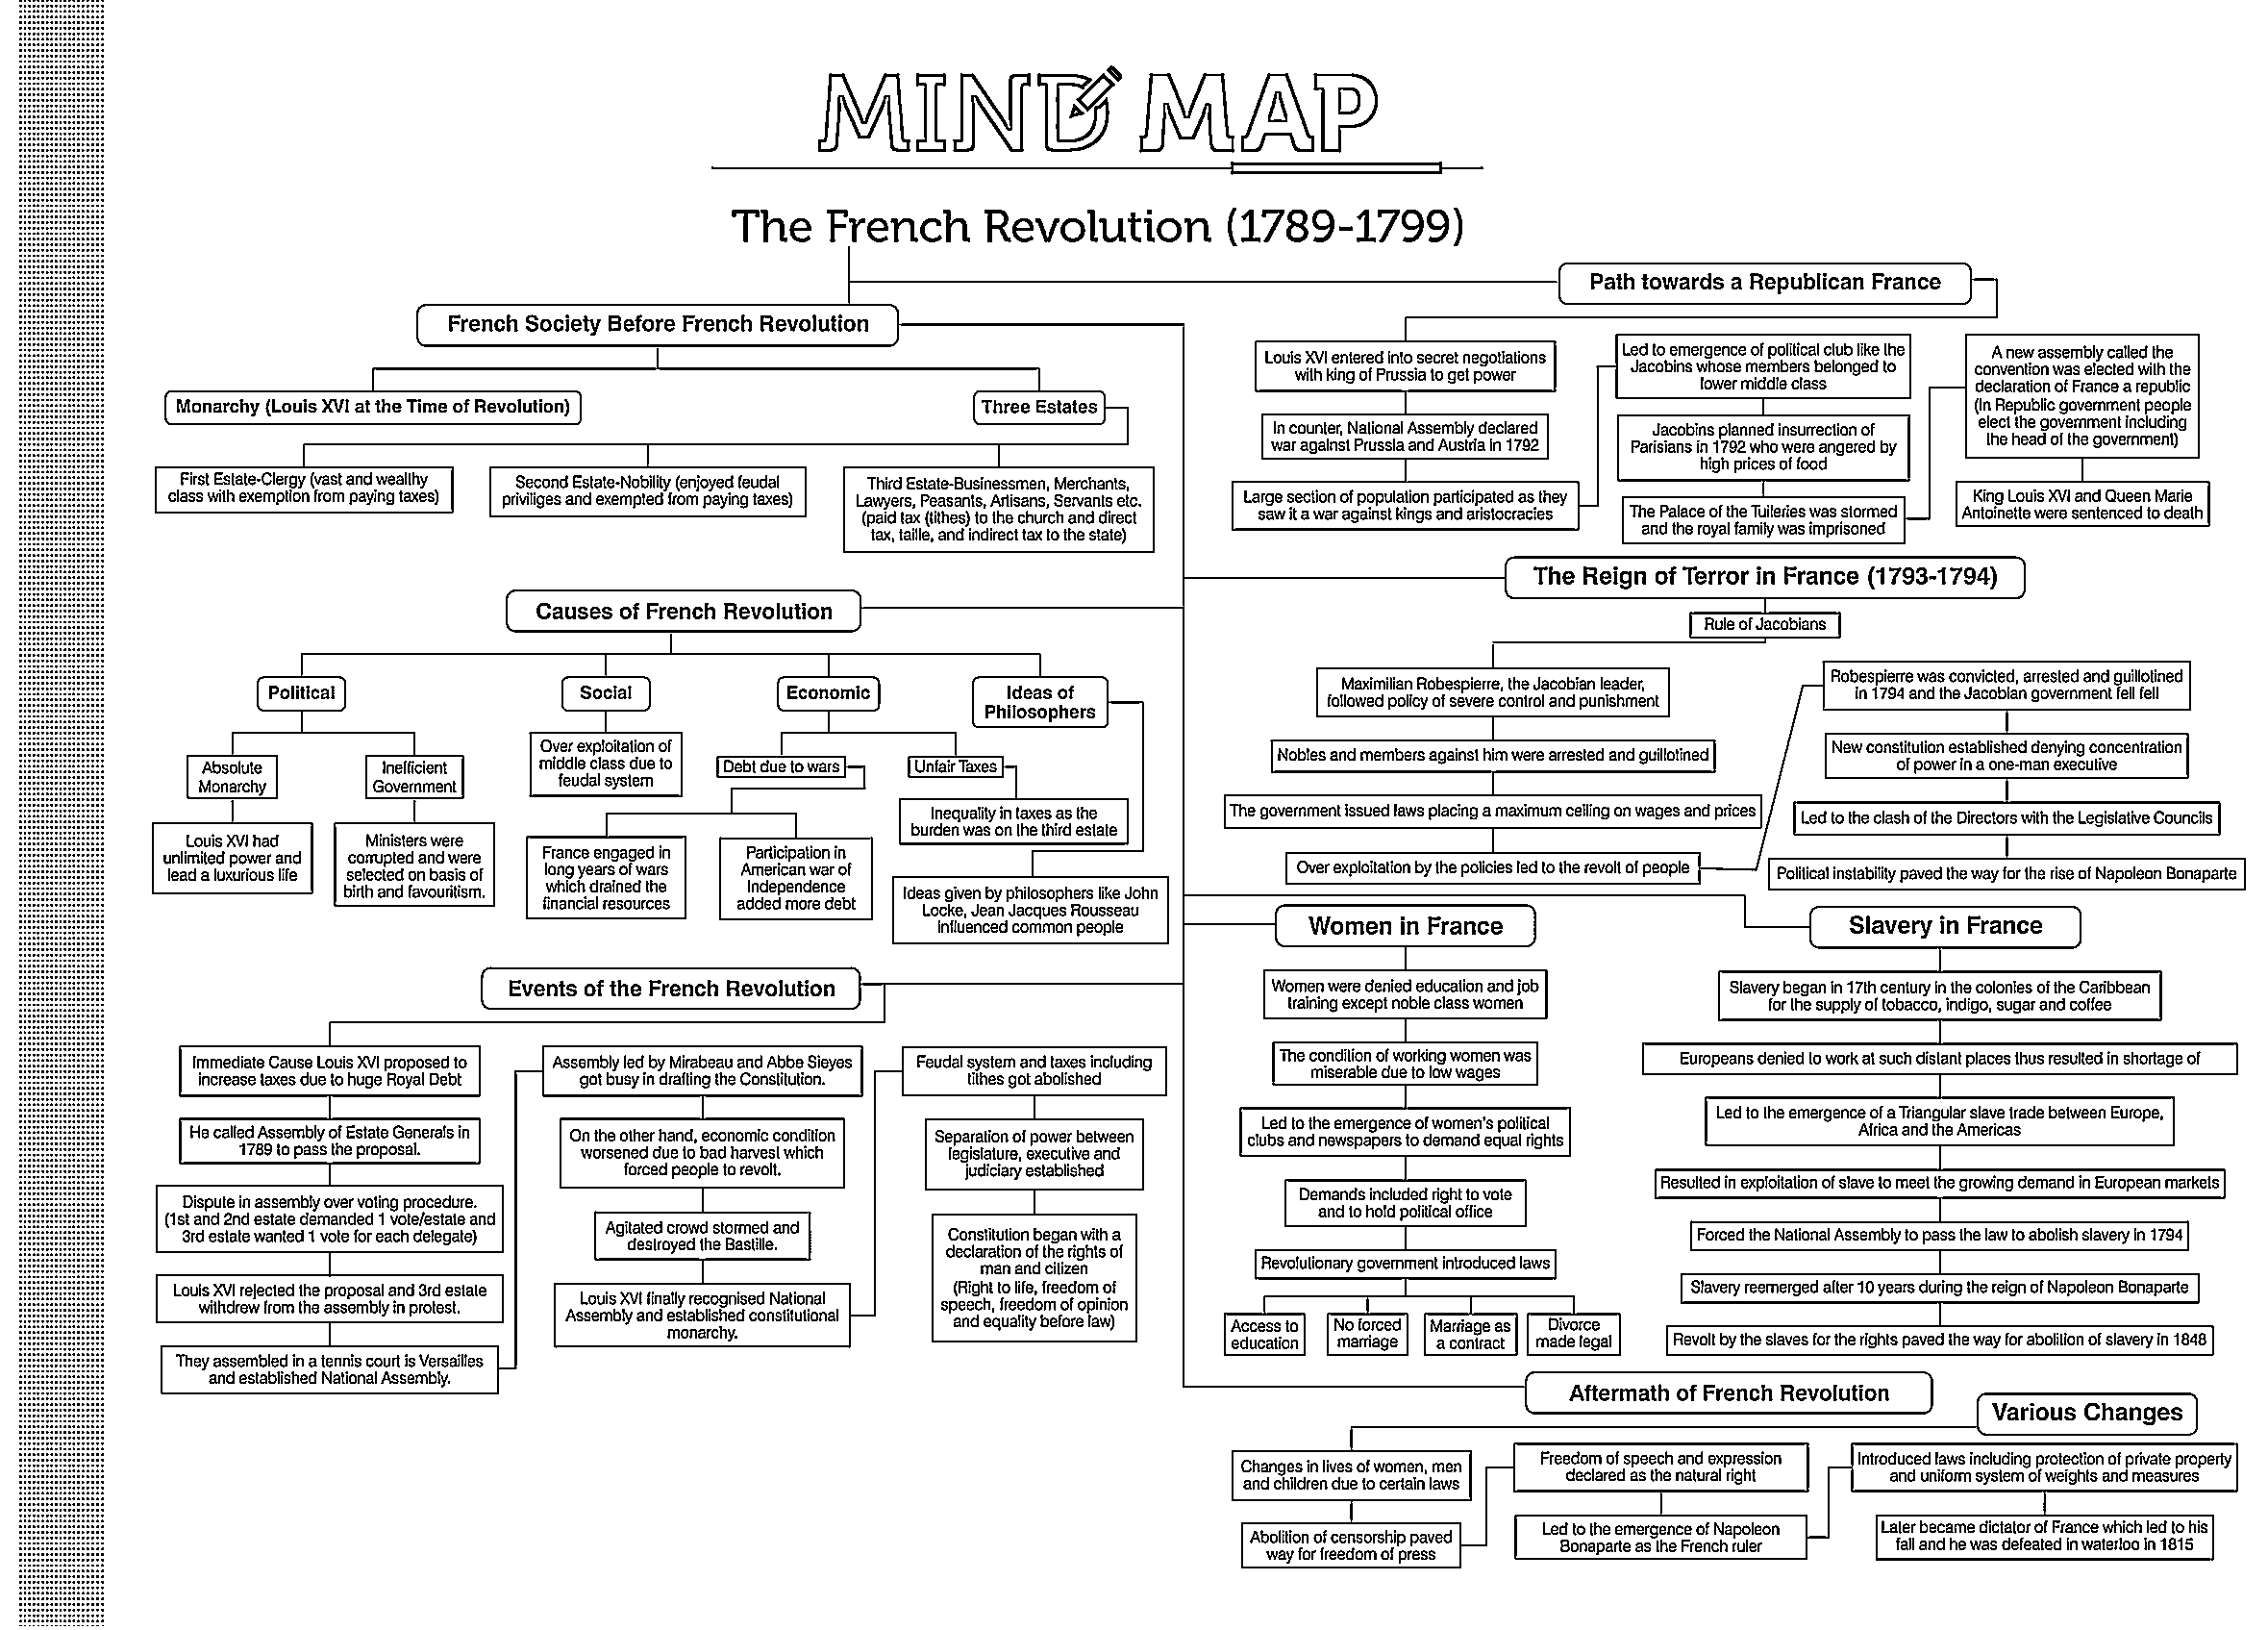 MIND MAP
The French Revolution (1789-1799)
French Society Before French Revolution
Monarchy (Louis XVI at the Time of Revolution)
Three Estates
First Estate-Clergy (vast and wealthy
class with exemption from paying taxes)
Second Estate-Nobility (enjoyed feudal
priviliges and exempted from paying taxes)
Third Estate-Businessmen, Merchants,
Lawyers, Peasants, Artisans, Servants etc.
(paid tax (tithes) to the church and direct
tax, taille, and indirect tax to the state)
Causes of French Revolution
Political
Social
Economic
Ideas of
Philosophers
Absolute
Monarchy
Inefficient
Government
Over exploitation of
middle class due to
feudal system
Debt due to wars
Unfair Taxes
Louis XVI had
unlimited power and
lead a luxurious life
Ministers were
corrupted and were
selected on basis of
birth and favouritism.
France engaged in
long years of wars
which drained the
financial resources
Participation in
American war of
Independence
added more debt
Inequality in taxes as the
burden was on the third estate
Ideas given by philosophers like John
Locke, Jean Jacques Rousseau
influenced common people
Events of the French Revolution
Immediate Cause Louis XVI proposed to
increase taxes due to huge Royal Debt
He called Assembly of Estate Generals in
1789 to pass the proposal.
Dispute in assembly over voting procedure.
(1st and 2nd estate demanded 1 vote/estate and
3rd estate wanted 1 vote for each delegate)
Louis XVI rejected the proposal and 3rd estate
withdrew from the assembly in protest.
They assembled in a tennis court is Versailles
and established National Assembly.
Assembly led by Mirabeau and Abbe Sieyes
got busy in drafting the Constitution.
On the other hand, economic condition
worsened due to bad harvest which
forced people to revolt.
Agitated crowd stormed and
destroyed the Bastille.
Louis XVI finally recognised National
Assembly and established constitutional
monarchy.
Feudal system and taxes including
tithes got abolished
Separation of power between
legislature, executive and
judiciary established
Constitution began with a
declaration of the rights of
man and citizen
(Right to life, freedom of
speech, freedom of opinion
and equality before law)
Path towards a Republican France
Louis XVI entered into secret negotiations
with king of Prussia to get power
In counter, National Assembly declared
war against Prussia and Austria in 1792
Large section of population participated as they
saw it a war against kings and aristocracies
Led to emergence of political club like the
Jacobins whose members belonged to
lower middle class
Jacobins planned insurrection of
Parisians in 1792 who were angered by
high prices of food
The Palace of the Tuileries was stormed
and the royal family was imprisoned
A new assembly called the
convention was elected with the
declaration of France a republic
(In Republic government people
elect the government including
the head of the government)
King Louis XVI and Queen Marie
Antoinette were sentenced to death
The Reign of Terror in France (1793-1794)
Rule of Jacobians
Maximilian Robespierre, the Jacobian leader,
followed policy of severe control and punishment
Nobles and members against him were arrested and guillotined
The government issued laws placing a maximum ceiling on wages and prices
Over exploitation by the policies led to the revolt of people
Robespierre was convicted, arrested and guillotined
in 1794 and the Jacobian government fell fell
New constitution established denying concentration
of power in a one-man executive
Led to the clash of the Directors with the Legislative Councils
Political instability paved the way for the rise of Napoleon Bonaparte
Women in France
Women were denied education and job
training except noble class women
The condition of working women was
miserable due to low wages
Led to the emergence of women's political
clubs and newspapers to demand equal rights
Demands included right to vote
and to hold political office
Revolutionary government introduced laws
Access to
education
No forced
marriage
Marriage as
a contract
Divorce
made legal
Slavery in France
Slavery began in 17th century in the colonies of the Caribbean
for the supply of tobacco, indigo, sugar and coffee
Europeans denied to work at such distant places thus resulted in shortage of
Led to the emergence of a Triangular slave trade between Europe,
Africa and the Americas
Resulted in exploitation of slave to meet the growing demand in European markets
Forced the National Assembly to pass the law to abolish slavery in 1794
Slavery reemerged after 10 years during the reign of Napoleon Bonaparte
Revolt by the slaves for the rights paved the way for abolition of slavery in 1848
Aftermath of French Revolution
Various Changes
Changes in lives of women, men
and children due to certain laws
Abolition of censorship paved
way for freedom of press
Freedom of speech and expression
declared as the natural right
Led to the emergence of Napoleon
Bonaparte as the French ruler
Introduced laws including protection of private property
and uniform system of weights and measures
Later became dictator of France which led to his
fall and he was defeated in waterloo in 1815